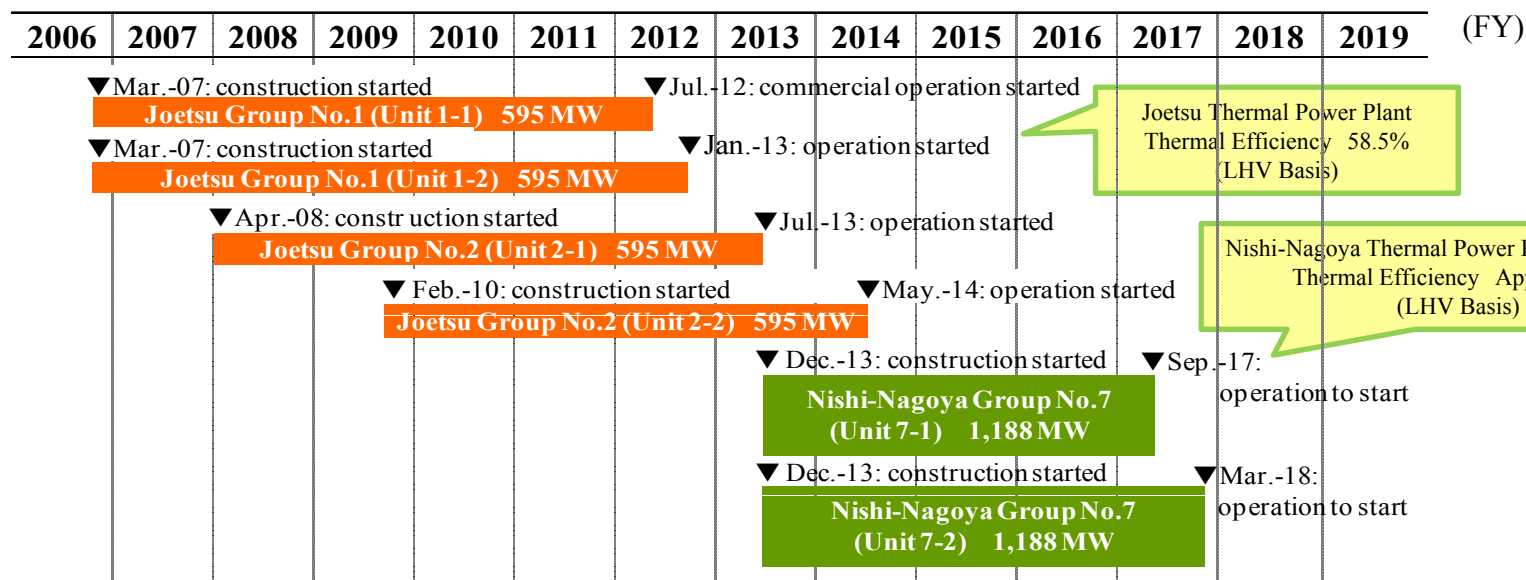 2006 2007 2008 2009 2010 2011 2012 2013 2014 2015 2016 2017 2018 2019 (FY)
▼Mar.-07: construction started
▼Jul.-12: commercial operation started
Joetsu Group No.1 (Unit 1-1) 595 MW
▼Mar.-07: construction started
▼Jan.-13: operation started
Joetsu Group No.1 (Unit 1-2) 595 MW
▼Apr.-08: construction started
▼Jul.-13: operation started
Joetsu Group No.2 (Unit 2-1) 595 MW
▼Feb.-10: construction started
▼May.-14: operation started
Joetsu Group No.2 (Unit 2-2) 595 MW
▼Dec.-13: construction started
▼Sep.-17:
operation to start
Nishi-Nagoya Group No.7
(Unit 7-1) 1,188 MW
▼Dec.-13: construction started
▼Mar.-18:
operation to start
Nishi-Nagoya Group No.7
(Unit 7-2) 1,188 MW
Joetsu Thermal Power Plant
Thermal Efficiency 58.5%
(LHV Basis)
Nishi-Nagoya Thermal Power
Thermal Efficiency
(LHV Basis)